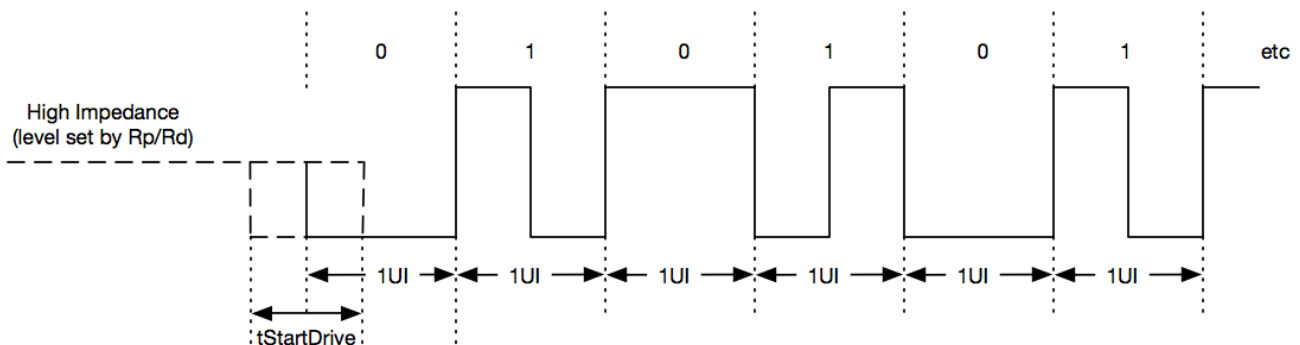 0 1 0 1 0 1 etc
High Impedance
(level set by Rp/Rd)
1UI 1UI 1UI 1UI 1UI 1UI
tStartDrive